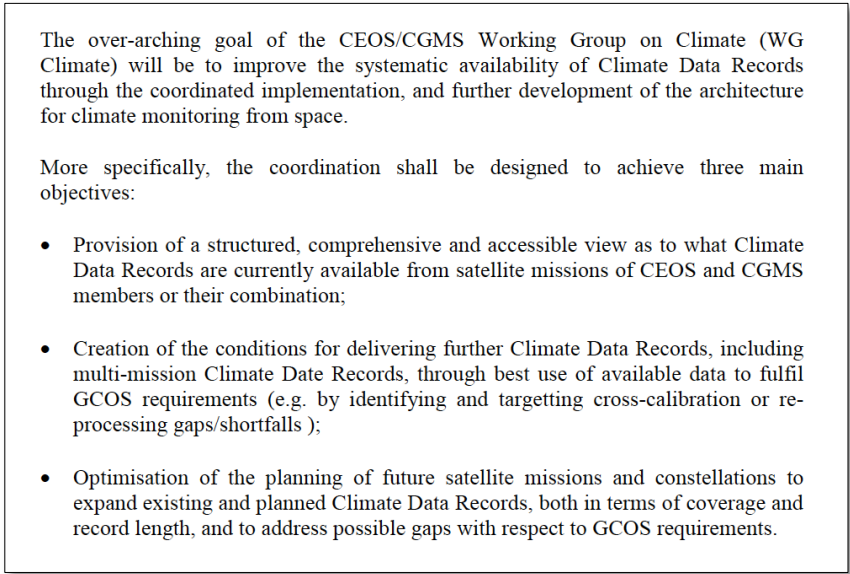 The over-arching goal of the CEOS/CGMS Working Group on Climate (WG
Climate) will be to improve the systematic availability of Climate Data Records
through the coordinated implementation, and further development of the architecture
for climate monitoring from space.
More specifically, the coordination shall be designed to achieve three main
objectives:
• Provision of a structured, comprehensive and accessible view as to what Climate
Data Records are currently available from satellite missions of CEOS and CGMS
members or their combination;
• Creation of the conditions for delivering further Climate Data Records, including
multi-mission Climate Date Records, through best use of available data to fulfil
GCOS requirements (e.g. by identifying and targetting cross-calibration or re-
processing gaps/shortfalls );
• Optimisation of the planning of future satellite missions and constellations to
expand existing and planned Climate Data Records, both in terms of coverage and
record length, and to address possible gaps with respect to GCOS requirements.